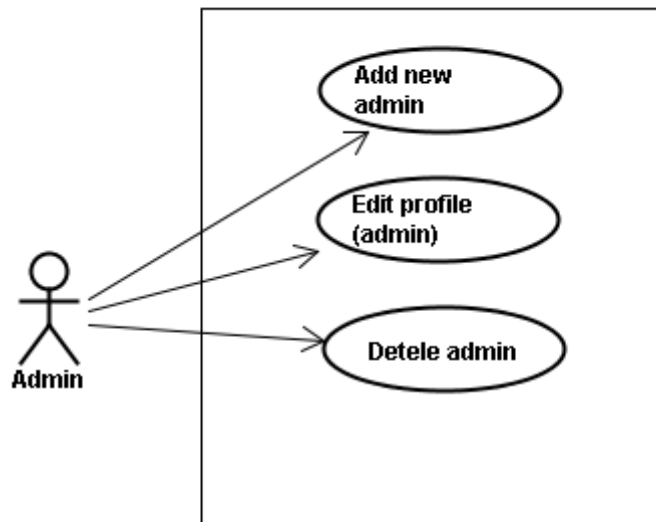 Add new
admin
Edit profile
(admin)
Detele admin
Admin